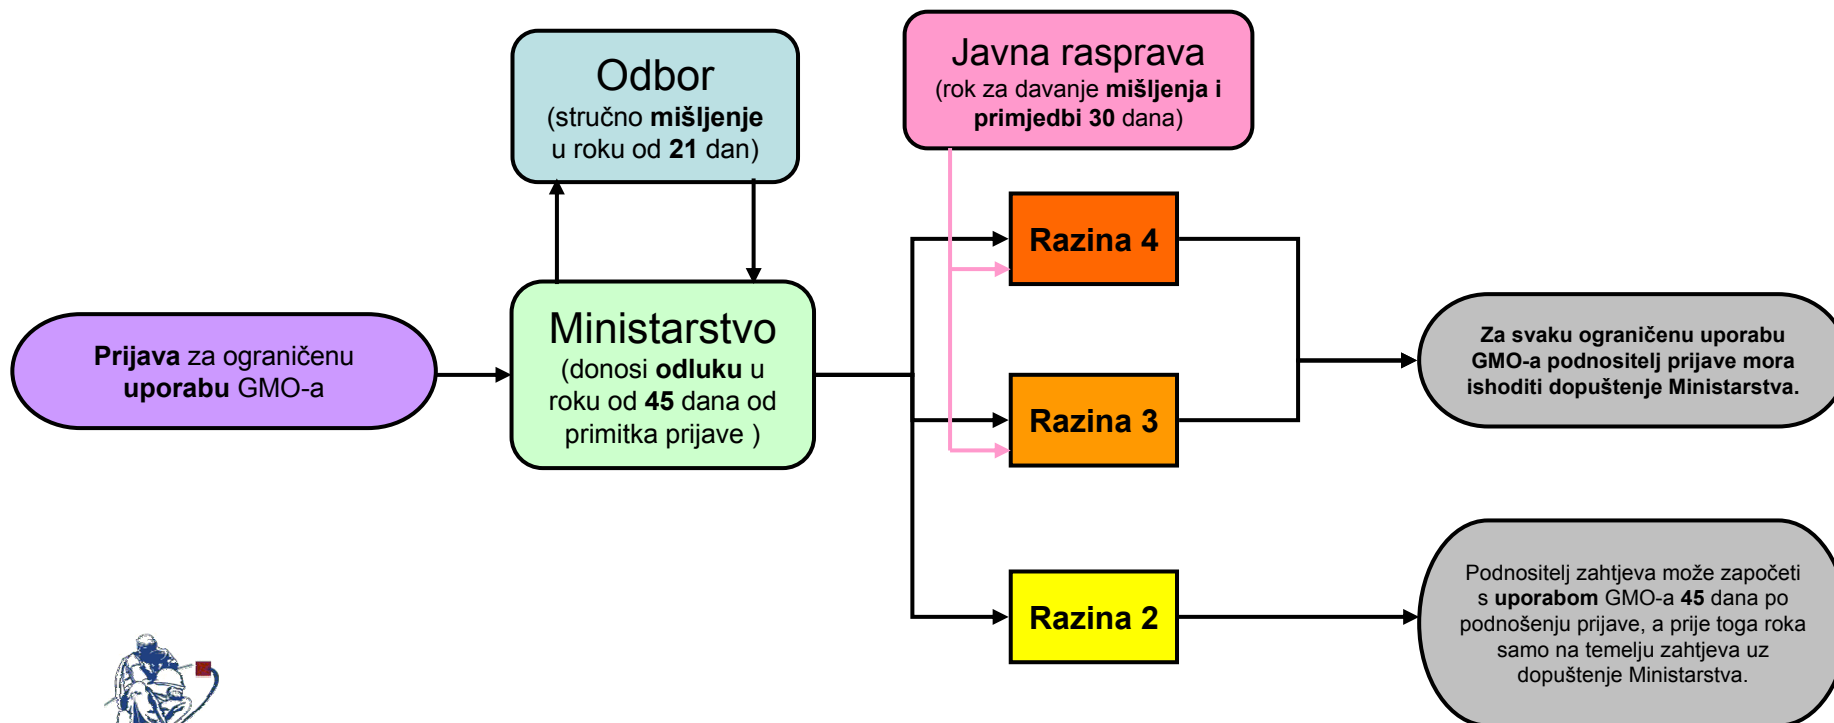 Odbor
(stručno mišljenje
u roku od 21 dan)
Javna rasprava
(rok za davanje mišljenja i
primjedbi 30 dana)
Prijava za ograničenu
uporabu GMO-a
Ministarstvo
(donosi odluku u
roku od 45 dana od
primitka prijave )
Razina 4
Razina 3
Razina 2
Za svaku ograničenu uporabu
GMO-a podnositelj prijave mora
ishoditi dopuštenje Ministarstva.
Podnositelj zahtjeva može započeti
s uporabom GMO-a 45 dana po
podnošenju prijave, a prije toga roka
samo na temelju zahtjeva uz
dopuštenje Ministarstva.